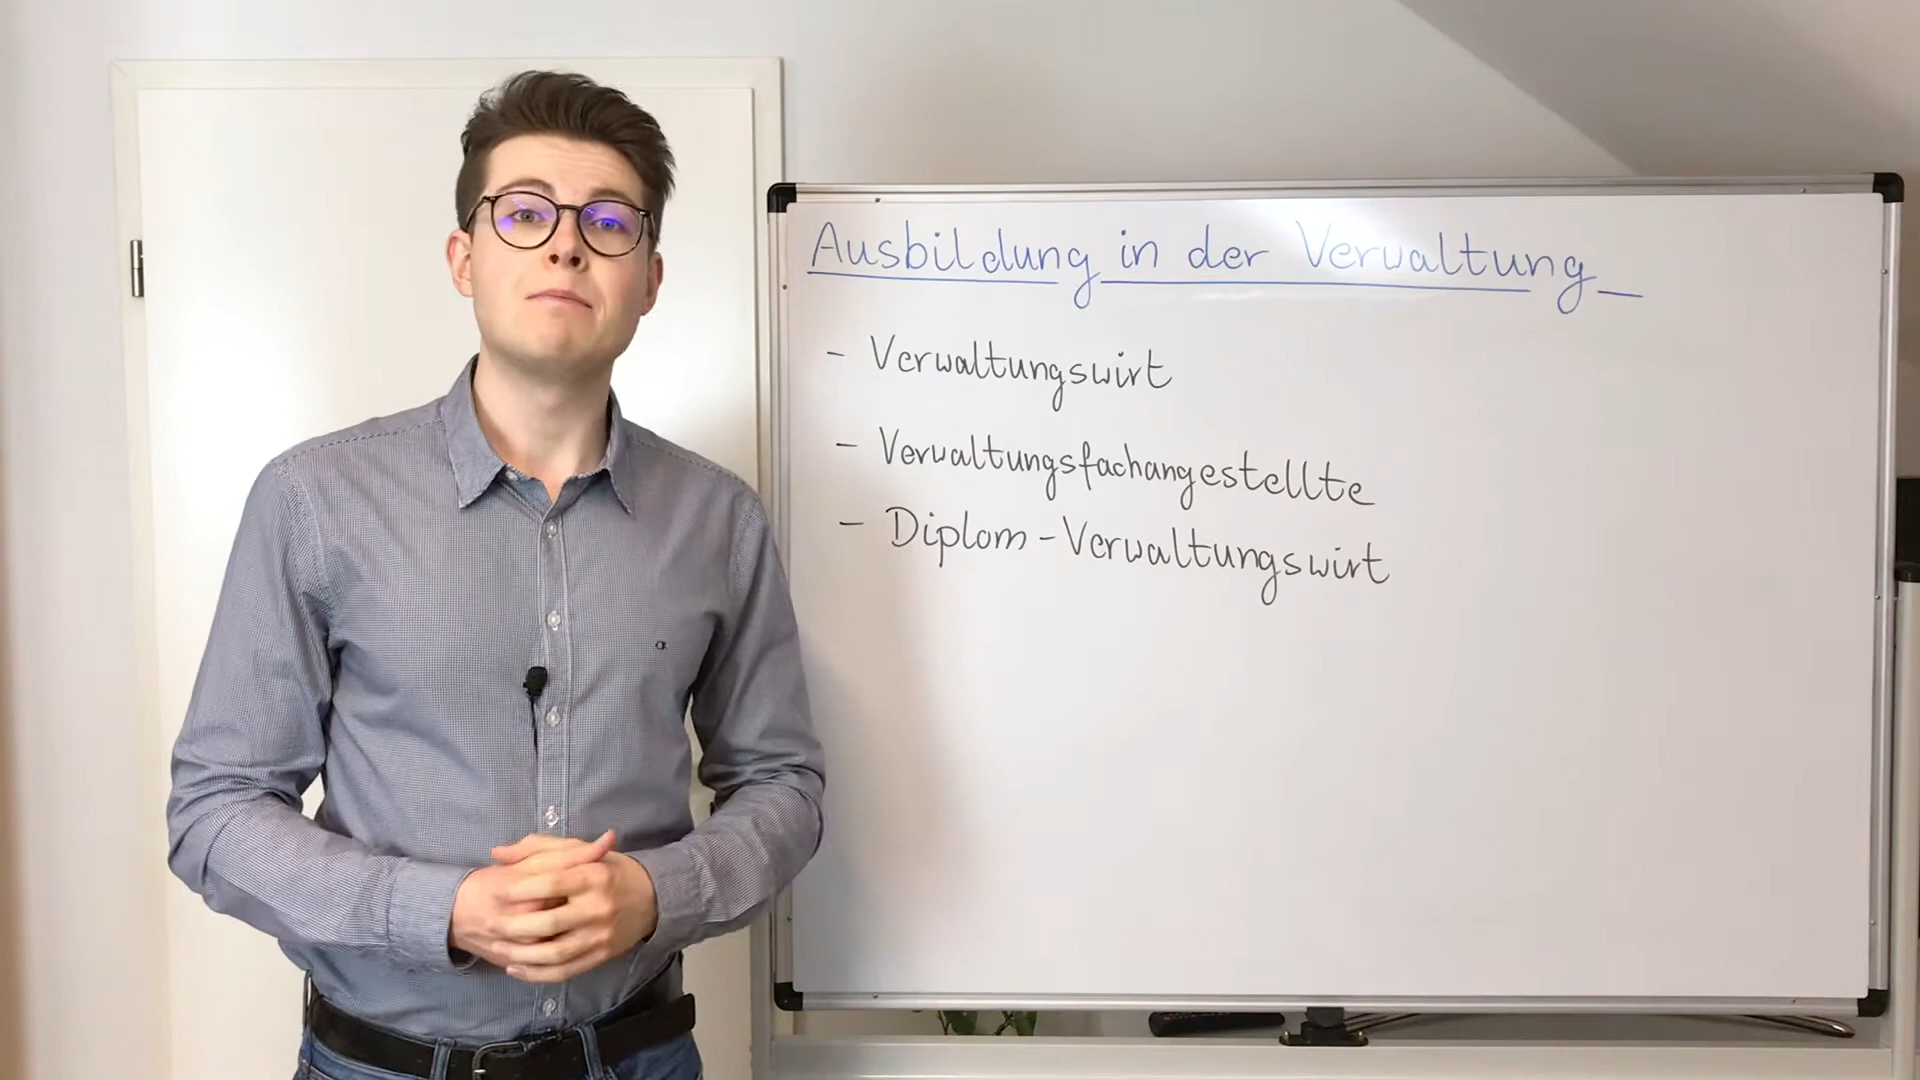 Ausbildung in der Verwaltung
- Verwaltungswirt
- Verwaltungsfachangestellte
- Diplom-Verwaltungswirt